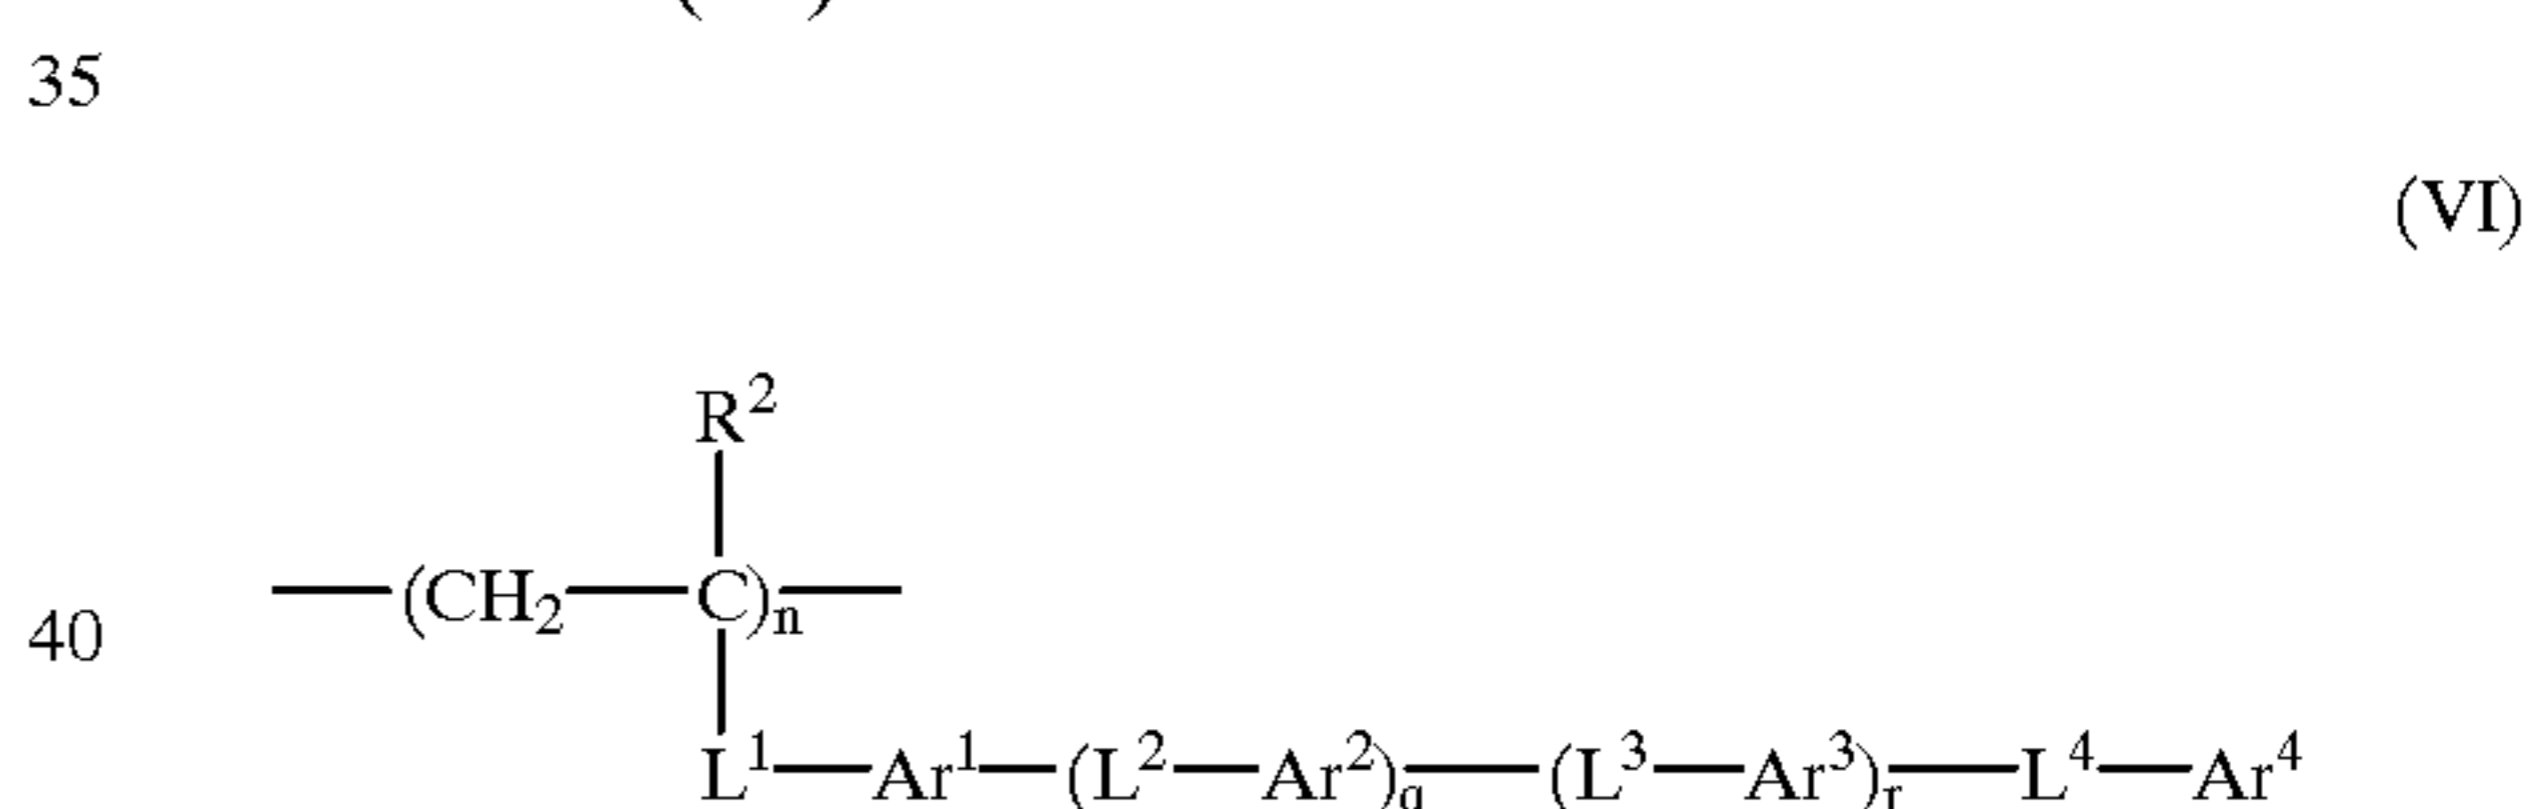 35
(VI)
R²
—(CH₂—C)ₙ—
40
L¹—Ar¹—(L²—Ar²)q—(L³—Ar³)r—L⁴—Ar⁴